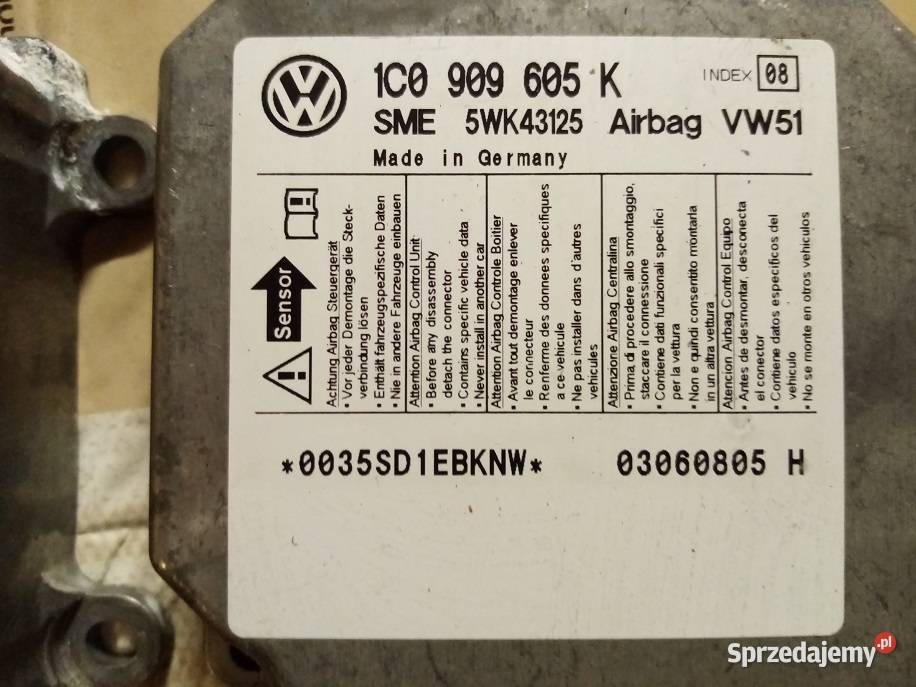 1C0 909 605 K
INDEX 08
SME 5WK43125 Airbag VW51
Made in Germany
Sensor
Achtung Airbag Steuergerät
• Vor jeder Demontage die Steck-
verbindung lösen
• Enthält fahrzeugspezifische Daten
• Nie in andere Fahrzeuge einbauen
Attention Airbag Control Unit
• Before any disassembly
detach the connector
• Contains specific vehicle data
• Never install in another car
Attention Airbag Controle Boitier
• Avant tout demontage enlever
le connecteur
• Renferme des donnees specifiques
a ce vehicule
• Ne pas installer dans d'autres
vehicules
Attenzione Airbag Centralina
• Prima di procedere allo smontaggio,
staccare il connessione
• Contiene dati funzionali specifici
per la vettura
• Non e quihdi consentito montarla
in un altra vettura
Atencion Airbag Control Equipo
• Antes de desmontar, desconecta
el conector
• Contiene datos especificos del
vehiculo
• No se monte en otros vehiculos
*0035SD1EBKNW* 03060805 H
Sprzedajemy.pl